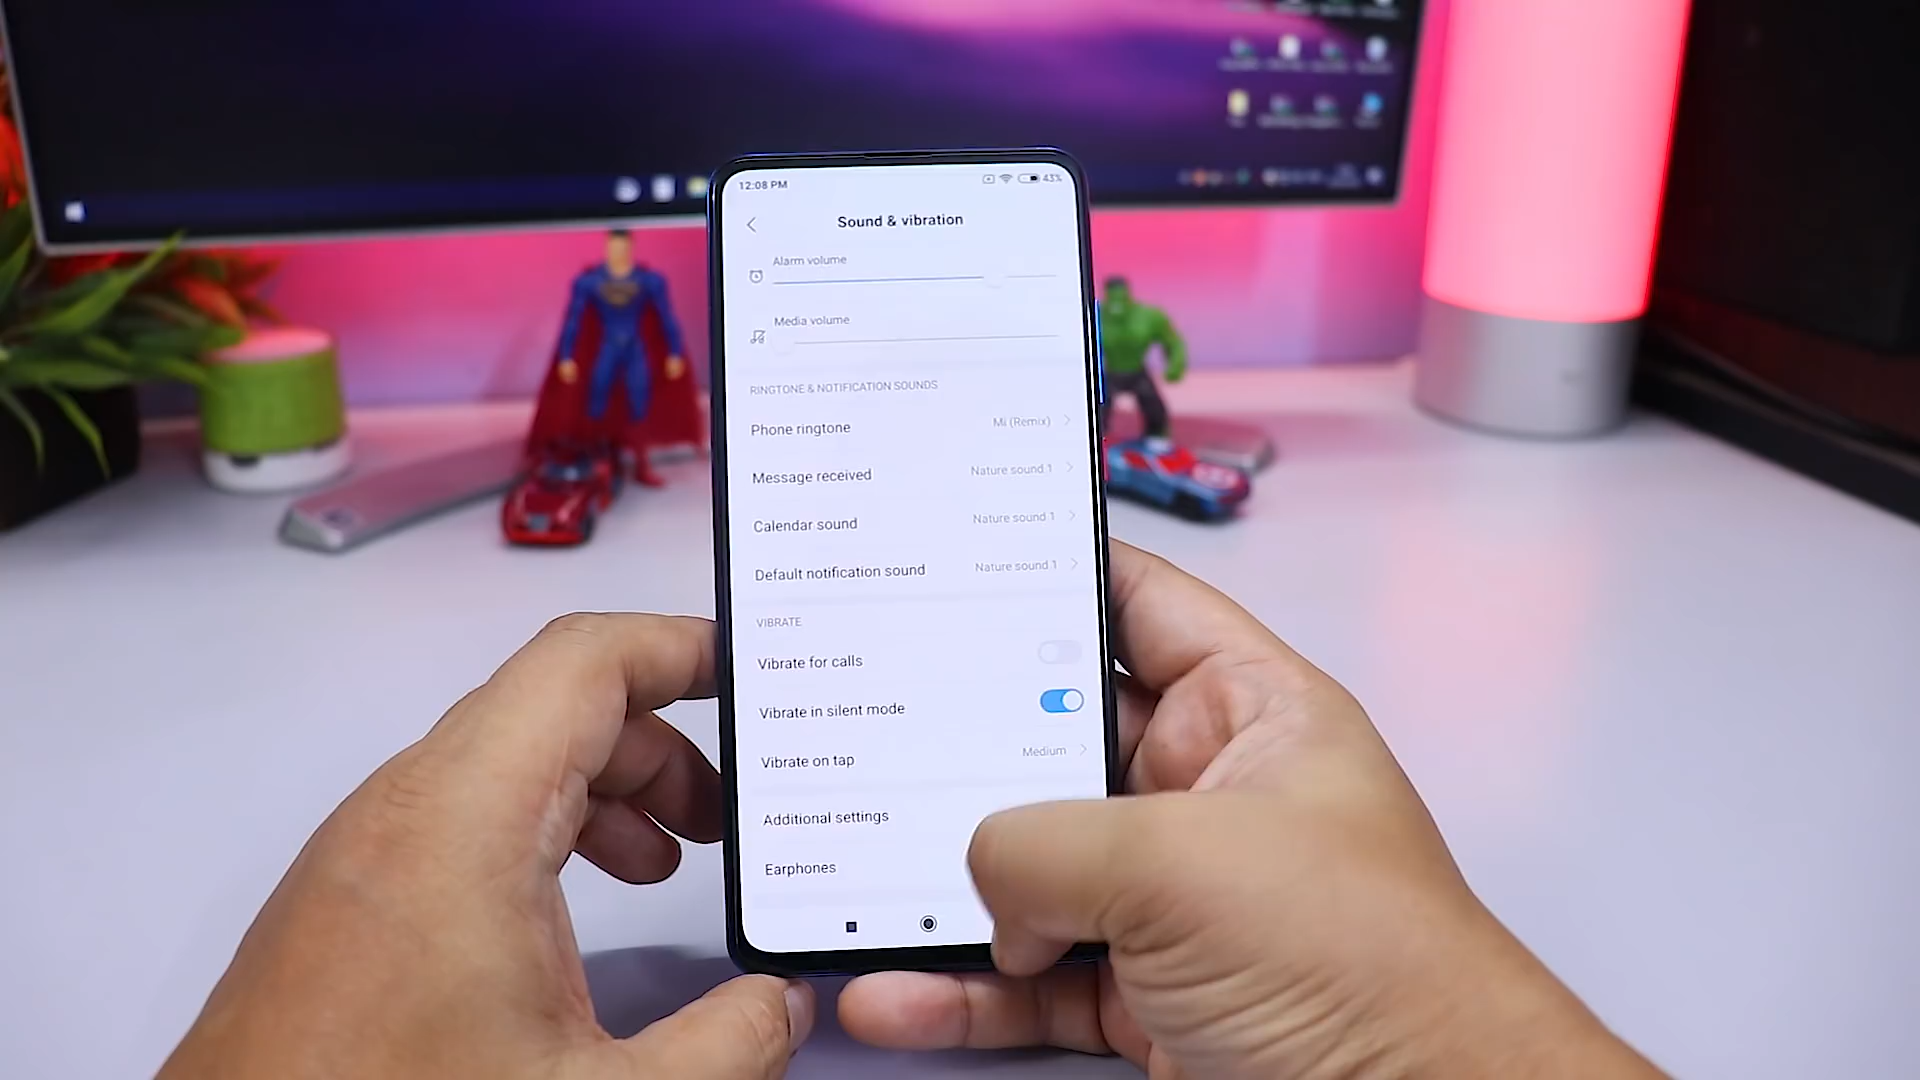 12:08 PM
43%
Sound & vibration
Alarm volume
Media volume
RINGTONE & NOTIFICATION SOUNDS
Phone ringtone Mi (Remix)
Message received Nature sound 1
Calendar sound Nature sound 1
Default notification sound Nature sound 1
VIBRATE
Vibrate for calls
Vibrate in silent mode
Vibrate on tap Medium
Additional settings
Earphones